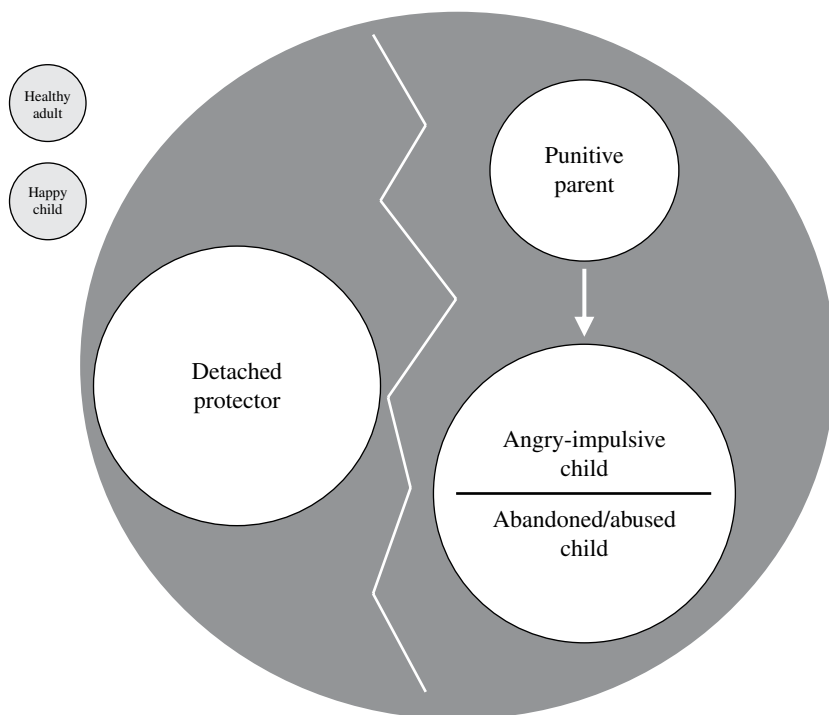 Healthy
adult
Happy
child
Punitive
parent
Detached
protector
Angry-impulsive
child
Abandoned/abused
child